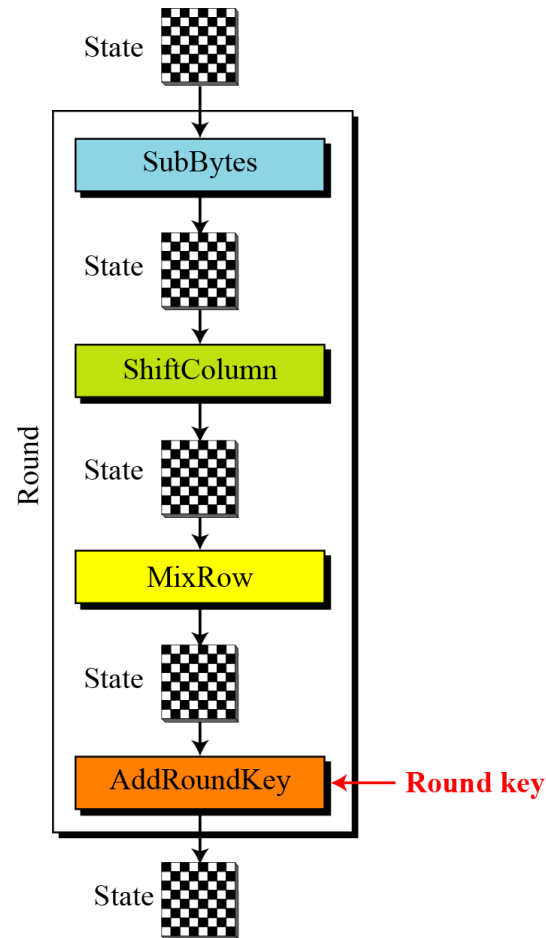 State
SubBytes
State
ShiftColumn
Round
State
MixRow
State
AddRoundKey
Round key
State